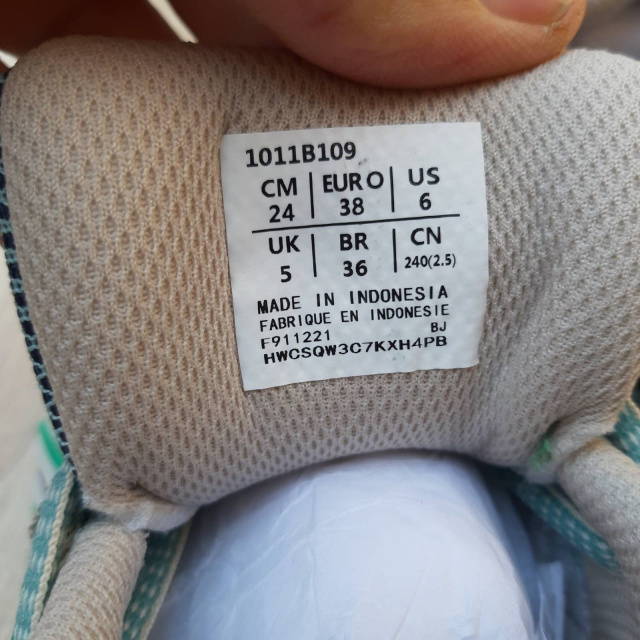 1011B109
CM | EURO | US
24 | 38 | 6
UK | BR | CN
5 | 36 | 240(2.5)
MADE IN INDONESIA
FABRIQUE EN INDONESIE
F911221 BJ
HWCSQW3C7KXH4PB